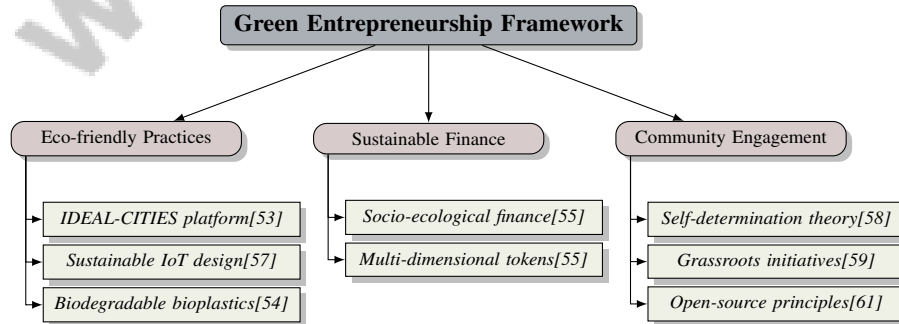 Green Entrepreneurship Framework
Eco-friendly Practices
Sustainable Finance
Community Engagement
IDEAL-CITIES platform[53]
Sustainable IoT design[57]
Biodegradable bioplastics[54]
Socio-ecological finance[55]
Multi-dimensional tokens[55]
Self-determination theory[58]
Grassroots initiatives[59]
Open-source principles[61]